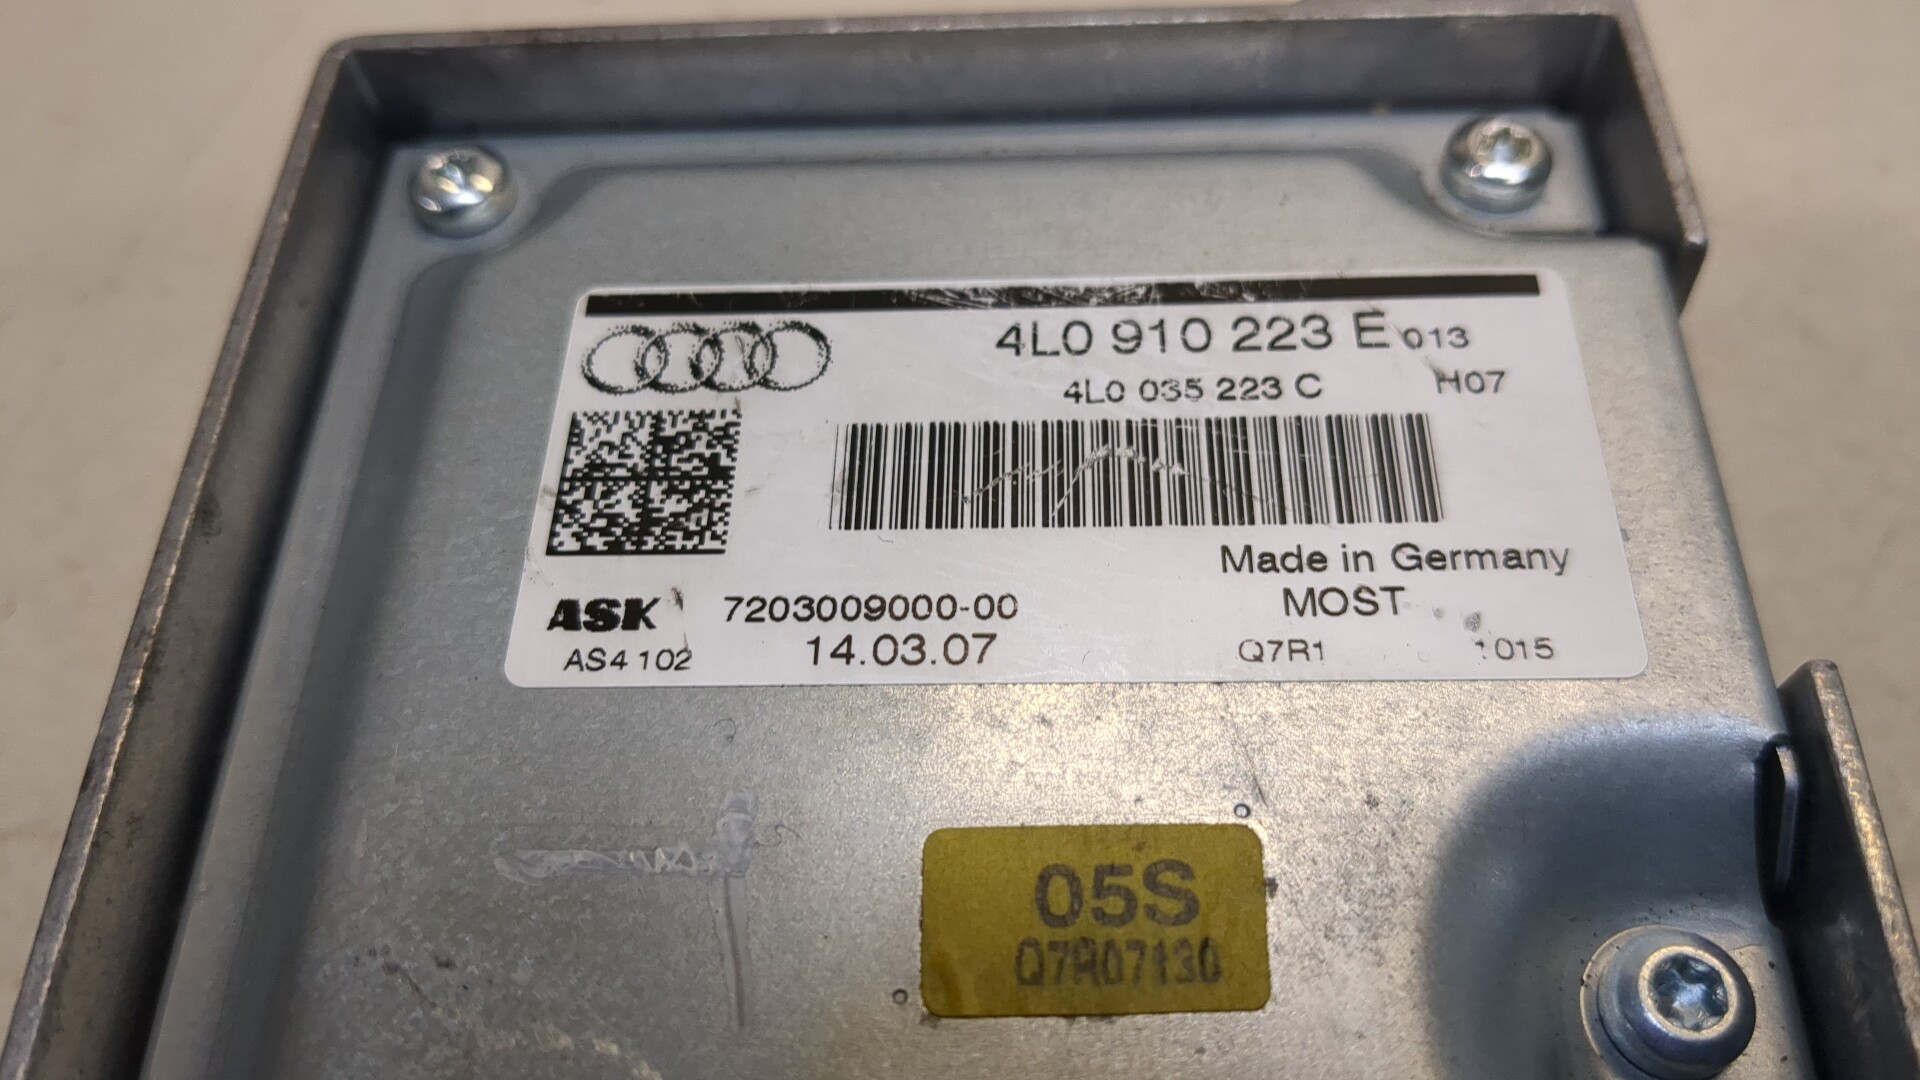 4L0 910 223 E 013
4L0 035 223 C H07
Made in Germany
ASK 7203009000-00 MOST
AS4 102 14.03.07 Q7R1 1015
05S
Q7R07130